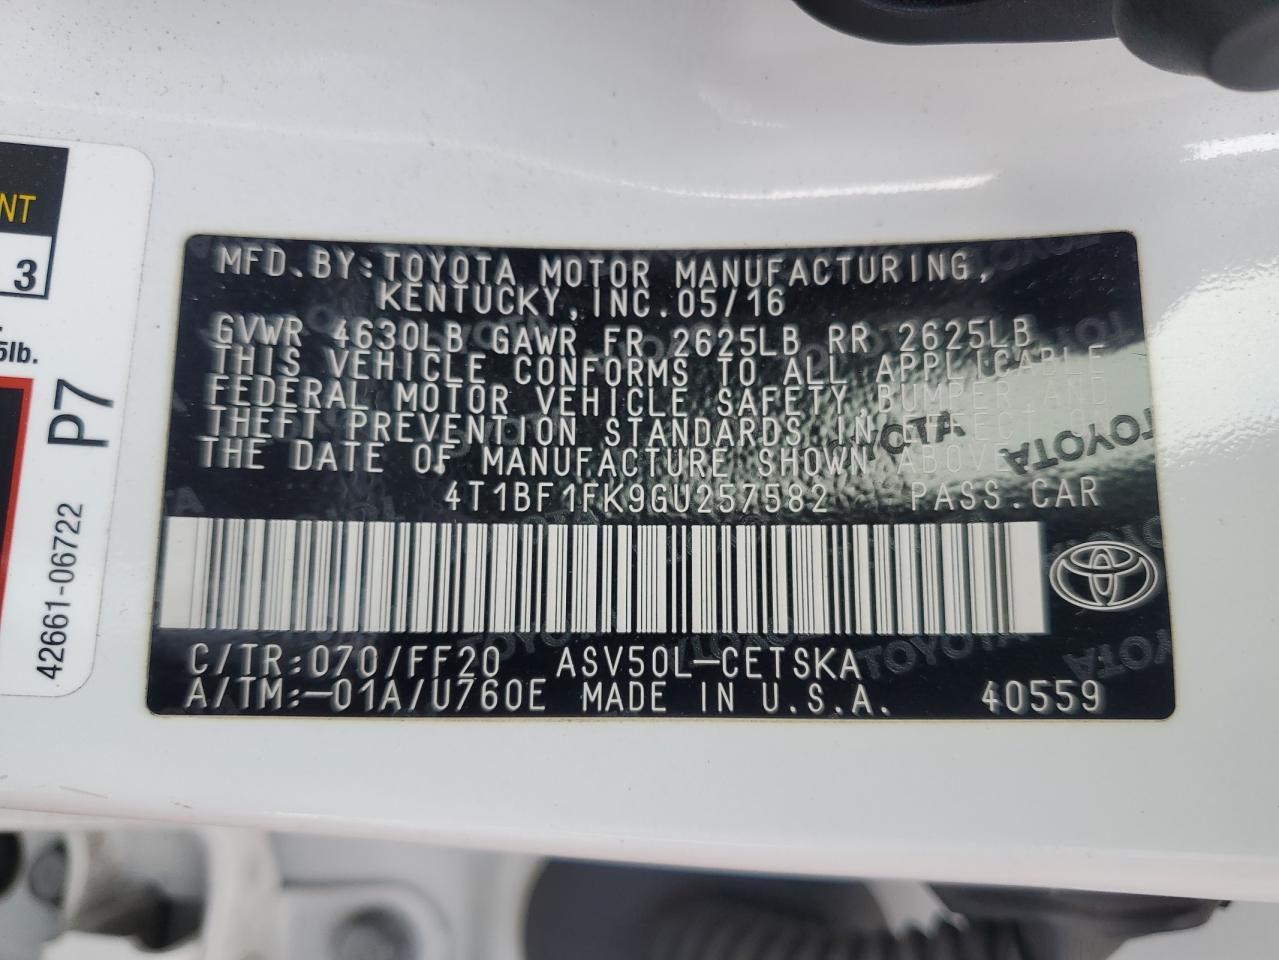 NT
3
5lb.
P7
42661-06722
MFD. BY: TOYOTA MOTOR MANUFACTURING,
KENTUCKY, INC. 05/16
GVWR 4630LB GAWR FR 2625LB RR 2625LB
THIS VEHICLE CONFORMS TO ALL APPLICABLE
FEDERAL MOTOR VEHICLE SAFETY, BUMPER AND
THEFT PREVENTION STANDARDS IN EFFECT ON
THE DATE OF MANUFACTURE SHOWN ABOVE.
4T1BF1FK9GU257582 PASS. CAR
C/TR: 070/FF20 ASV50L-CETSKA
A/TM:-01A/U760E MADE IN U.S.A. 40559